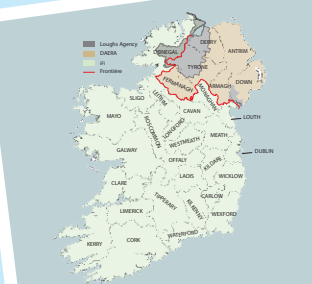 Loughs Agency
DAERA
IFI
Frontière
DERRY
ANTRIM
DONEGAL
TYRONE
FERMANAGH
ARMAGH
DOWN
MONAGHAN
LEITRIM
SLIGO
CAVAN
LOUTH
MAYO
ROSCOMMON
LONGFORD
MEATH
WESTMEATH
DUBLIN
GALWAY
OFFALY
KILDARE
LAOIS
WICKLOW
CLARE
CARLOW
TIPPERARY
KILKENNY
LIMERICK
WEXFORD
WATERFORD
KERRY
CORK